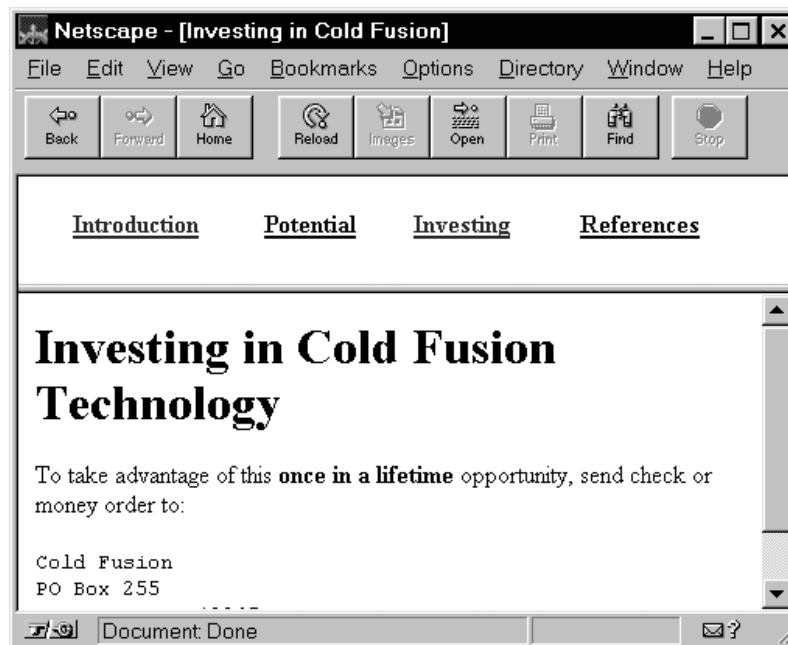 Netscape - [Investing in Cold Fusion]
File Edit View Go Bookmarks Options Directory Window Help
Back Forward Home Reload Images Open Print Find Stop
Introduction Potential Investing References
Investing in Cold Fusion
Technology
To take advantage of this once in a lifetime opportunity, send check or
money order to:
Cold Fusion
PO Box 255
Document: Done